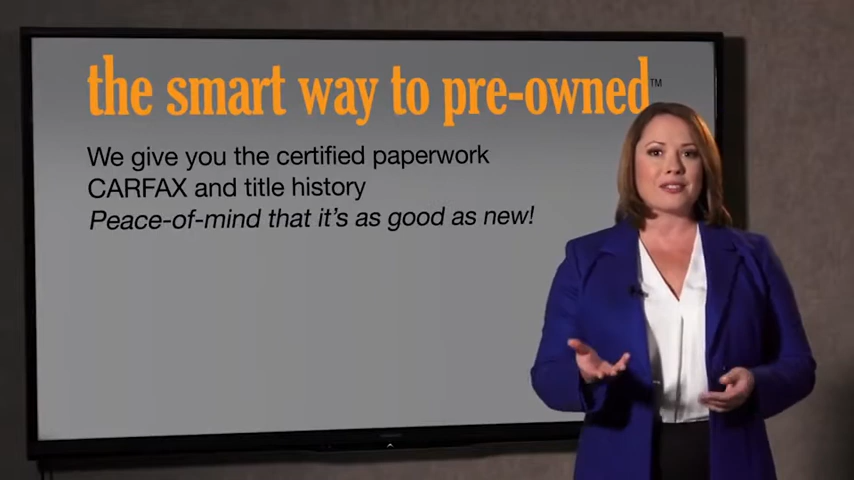 the smart way to pre-owned™
We give you the certified paperwork
CARFAX and title history
Peace-of-mind that it's as good as new!